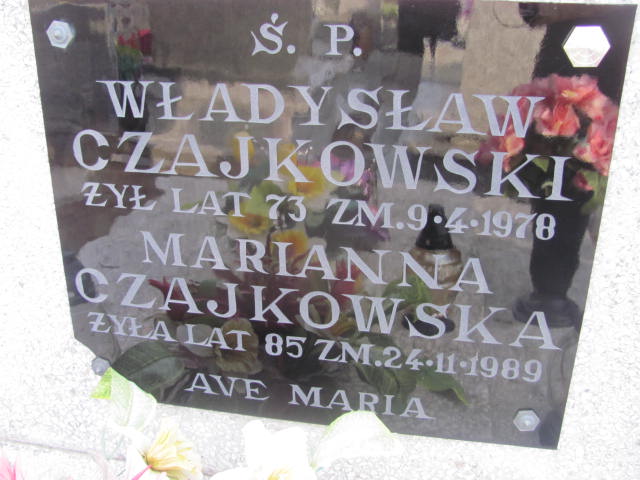 Ś. P.
WŁADYSŁAW
CZAJKOWSKI
ŻYŁ LAT 73 ZM. 9·4·1978
MARIANNA
CZAJKOWSKA
ŻYŁA LAT 85 ZM. 24·11·1989
AVE MARIA